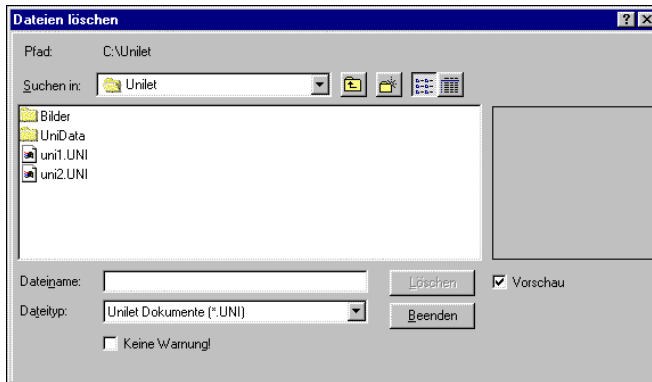 Dateien löschen
Pfad: C:\Unilet
Suchen in: Unilet
Bilder
UniData
uni1.UNI
uni2.UNI
Dateiname: Löschen Vorschau
Dateityp: Unilet Dokumente (*.UNI) Beenden
Keine Warnung!